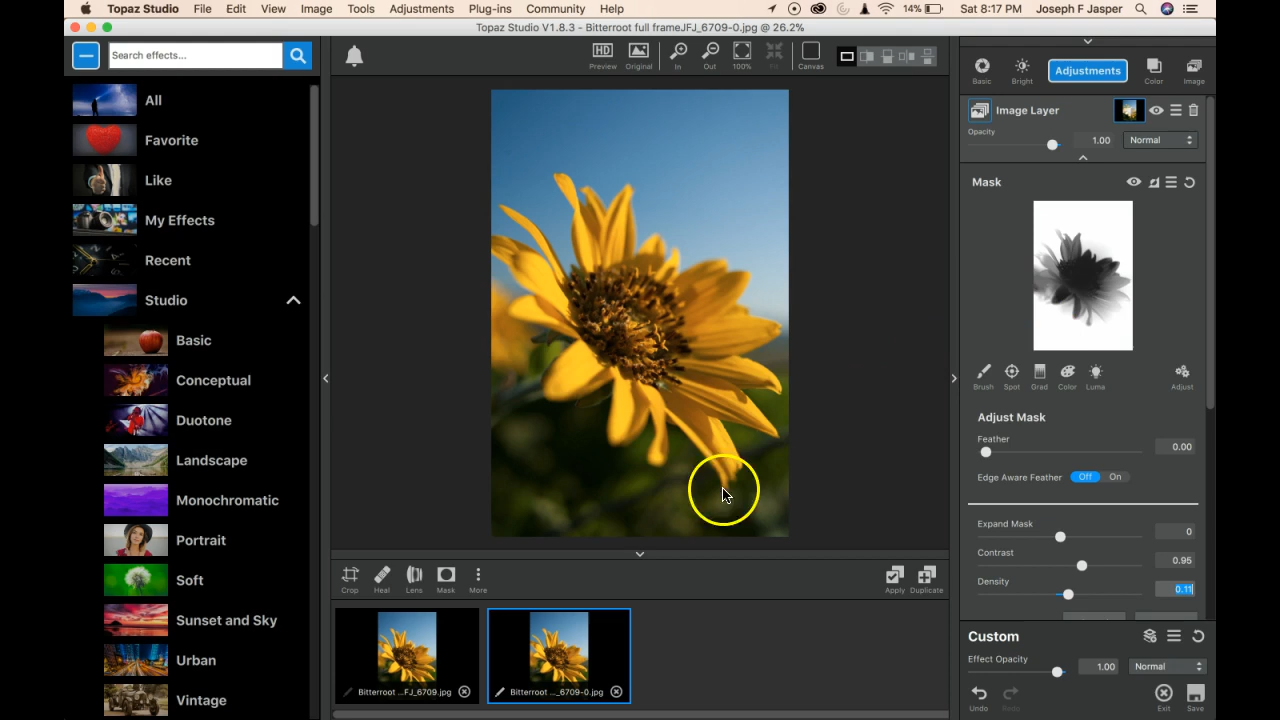 Topaz Studio File Edit View Image Tools Adjustments Plug-ins Community Help 14% Sat 8:17 PM Joseph F Jasper
Topaz Studio V1.8.3 - Bitterroot full frameJFJ_6709-0.jpg @ 26.2%
Search effects...
All
Favorite
Like
My Effects
Recent
Studio
Basic
Conceptual
Duotone
Landscape
Monochromatic
Portrait
Soft
Sunset and Sky
Urban
Vintage
HD
Preview Original In Out 100% Fit Canvas
Crop Heal Lens Mask More Apply Duplicate
Bitterroot ...FJ_6709.jpg
Bitterroot ..._6709-0.jpg
Basic Bright Adjustments Color Image
Image Layer
Opacity
1.00 Normal
Mask
Brush Spot Grad Color Luma Adjust
Adjust Mask
Feather
0.00
Edge Aware Feather Off On
Expand Mask
0
Contrast
0.95
Density
0.11
Custom
Effect Opacity
1.00 Normal
Undo Redo Exit Save